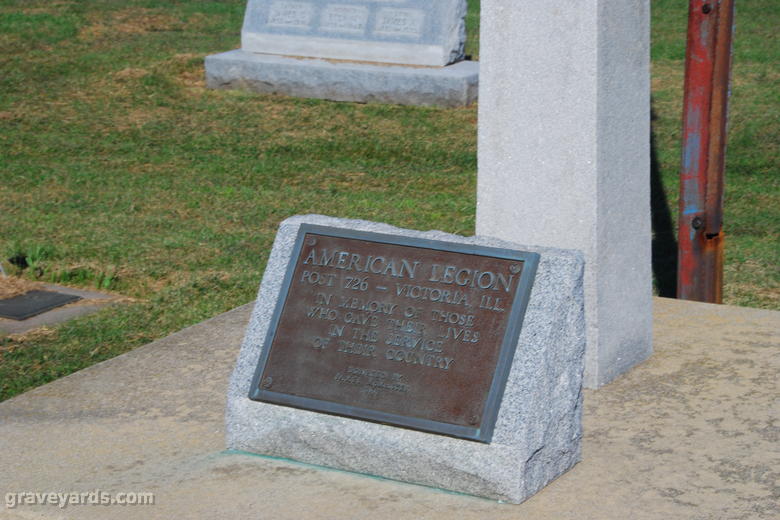 AMERICAN LEGION
POST 726 — VICTORIA, ILL.
IN MEMORY OF THOSE
WHO GAVE THEIR LIVES
IN THE SERVICE
OF THEIR COUNTRY
graveyards.com